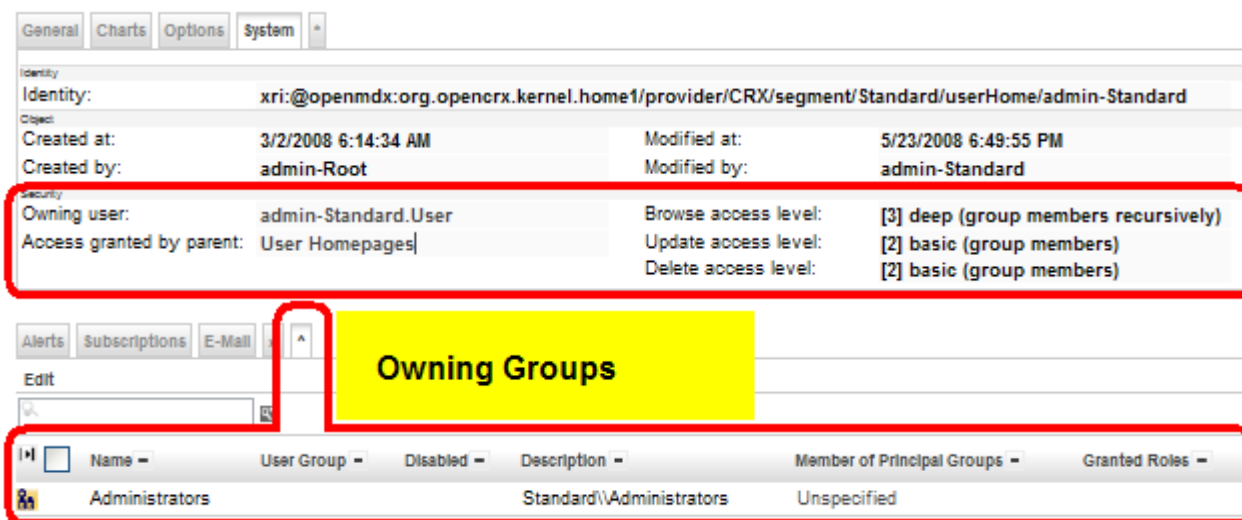 General Charts Options System *
Identity
Identity: xri:@openmdx:org.opencrx.kernel.home1/provider/CRX/segment/Standard/userHome/admin-Standard
Object
Created at: 3/2/2008 6:14:34 AM Modified at: 5/23/2008 6:49:55 PM
Created by: admin-Root Modified by: admin-Standard
Security
Owning user: admin-Standard.User Browse access level: [3] deep (group members recursively)
Access granted by parent: User Homepages Update access level: [2] basic (group members)
Delete access level: [2] basic (group members)
Alerts Subscriptions E-Mail ^
Owning Groups
Edit
Name User Group Disabled Description Member of Principal Groups Granted Roles
Administrators Standard\\Administrators Unspecified